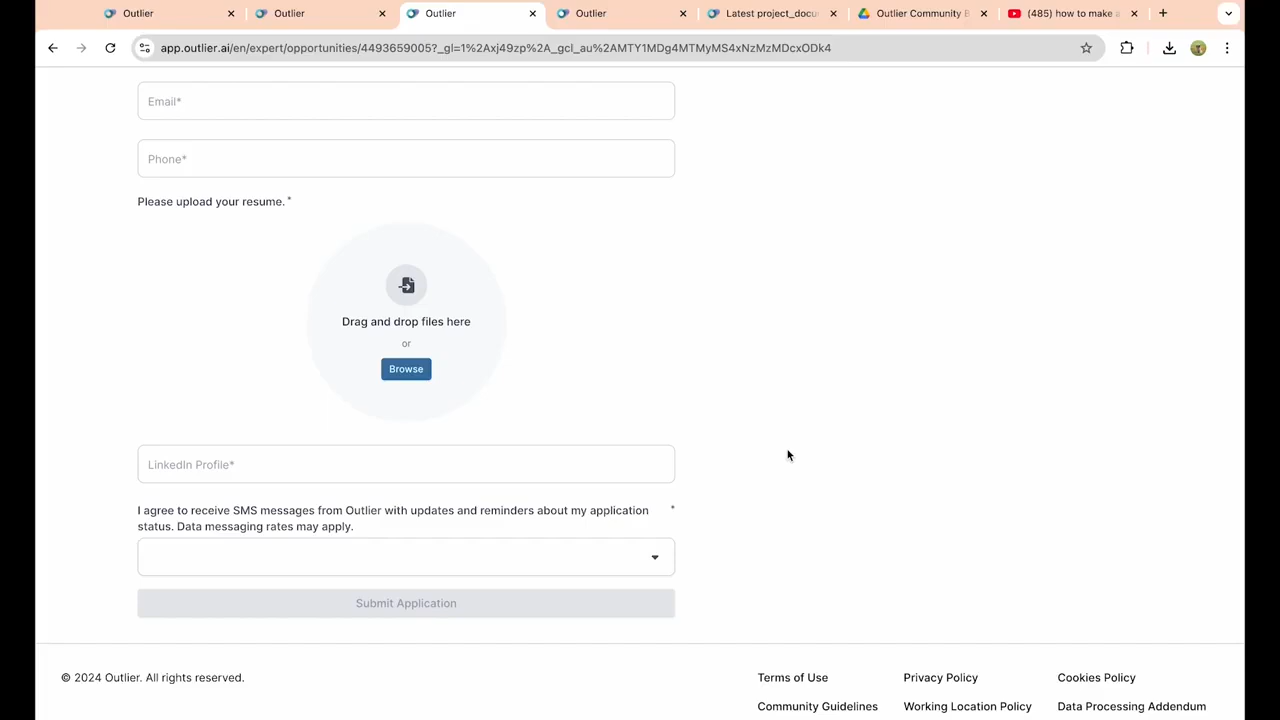 Outlier
Outlier
Outlier
Outlier
Latest project_docu
Outlier Community B
(485) how to make a
app.outlier.ai/en/expert/opportunities/4493659005?_gl=1%2Axj49zp%2A_gcl_au%2AMTY1MDg4MTMyMS4xNzMzMDcxODk4
Email*
Phone*
Please upload your resume. *
Drag and drop files here
or
Browse
LinkedIn Profile*
I agree to receive SMS messages from Outlier with updates and reminders about my application *
status. Data messaging rates may apply.
Submit Application
© 2024 Outlier. All rights reserved.
Terms of Use
Privacy Policy
Cookies Policy
Community Guidelines
Working Location Policy
Data Processing Addendum